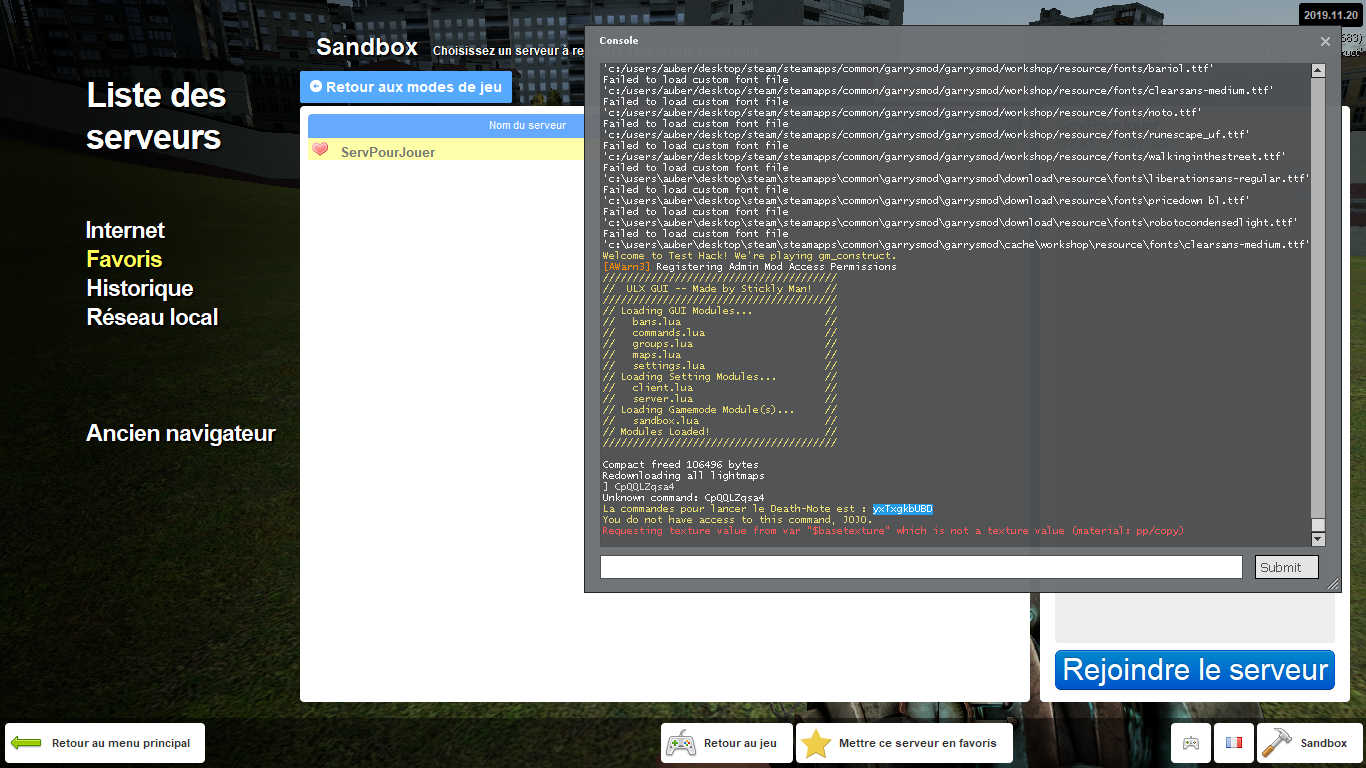 2019.11.20
Sandbox
Choisissez un serveur à re
Liste des
serveurs
Retour aux modes de jeu
Nom du serveur
ServPourJouer
Internet
Favoris
Historique
Réseau local
Ancien navigateur
Console
'c:/users/auber/desktop/steam/steamapps/common/garrysmod/garrysmod/workshop/resource/fonts/bariol.ttf'
Failed to load custom font file
'c:/users/auber/desktop/steam/steamapps/common/garrysmod/garrysmod/workshop/resource/fonts/clearsans-medium.ttf'
Failed to load custom font file
'c:/users/auber/desktop/steam/steamapps/common/garrysmod/garrysmod/workshop/resource/fonts/noto.ttf'
Failed to load custom font file
'c:/users/auber/desktop/steam/steamapps/common/garrysmod/garrysmod/workshop/resource/fonts/runescape_uf.ttf'
Failed to load custom font file
'c:/users/auber/desktop/steam/steamapps/common/garrysmod/garrysmod/workshop/resource/fonts/walkinginthestreet.ttf'
Failed to load custom font file
'c:\users\auber\desktop\steam\steamapps\common\garrysmod\garrysmod\download\resource\fonts\liberationsans-regular.ttf'
Failed to load custom font file
'c:\users\auber\desktop\steam\steamapps\common\garrysmod\garrysmod\download\resource\fonts\pricedown bl.ttf'
Failed to load custom font file
'c:\users\auber\desktop\steam\steamapps\common\garrysmod\garrysmod\download\resource\fonts\robotocondensedlight.ttf'
Failed to load custom font file
'c:\users\auber\desktop\steam\steamapps\common\garrysmod\garrysmod\cache\workshop\resource\fonts\clearsans-medium.ttf'
Welcome to Test Hack! We're playing gm_construct.
[AWarn3] Registering Admin Mod Access Permissions
///////////////////////////////////////
//  ULX GUI -- Made by Stickly Man!  //
///////////////////////////////////////
// Loading GUI Modules...            //
//   bans.lua                        //
//   commands.lua                    //
//   groups.lua                      //
//   maps.lua                        //
//   settings.lua                    //
// Loading Setting Modules...        //
//   client.lua                      //
//   server.lua                      //
// Loading Gamemode Module(s)...     //
//   sandbox.lua                     //
// Modules Loaded!                   //
///////////////////////////////////////
Compact freed 106496 bytes
Redownloading all lightmaps
] CpQQLZqsa4
Unknown command: CpQQLZqsa4
La commandes pour lancer le Death-Note est : yxTxgkbUBD
You do not have access to this command, JOJO.
Requesting texture value from var "$basetexture" which is not a texture value (material: pp/copy)
Submit
Rejoindre le serveur
Retour au menu principal
Retour au jeu
Mettre ce serveur en favoris
Sandbox